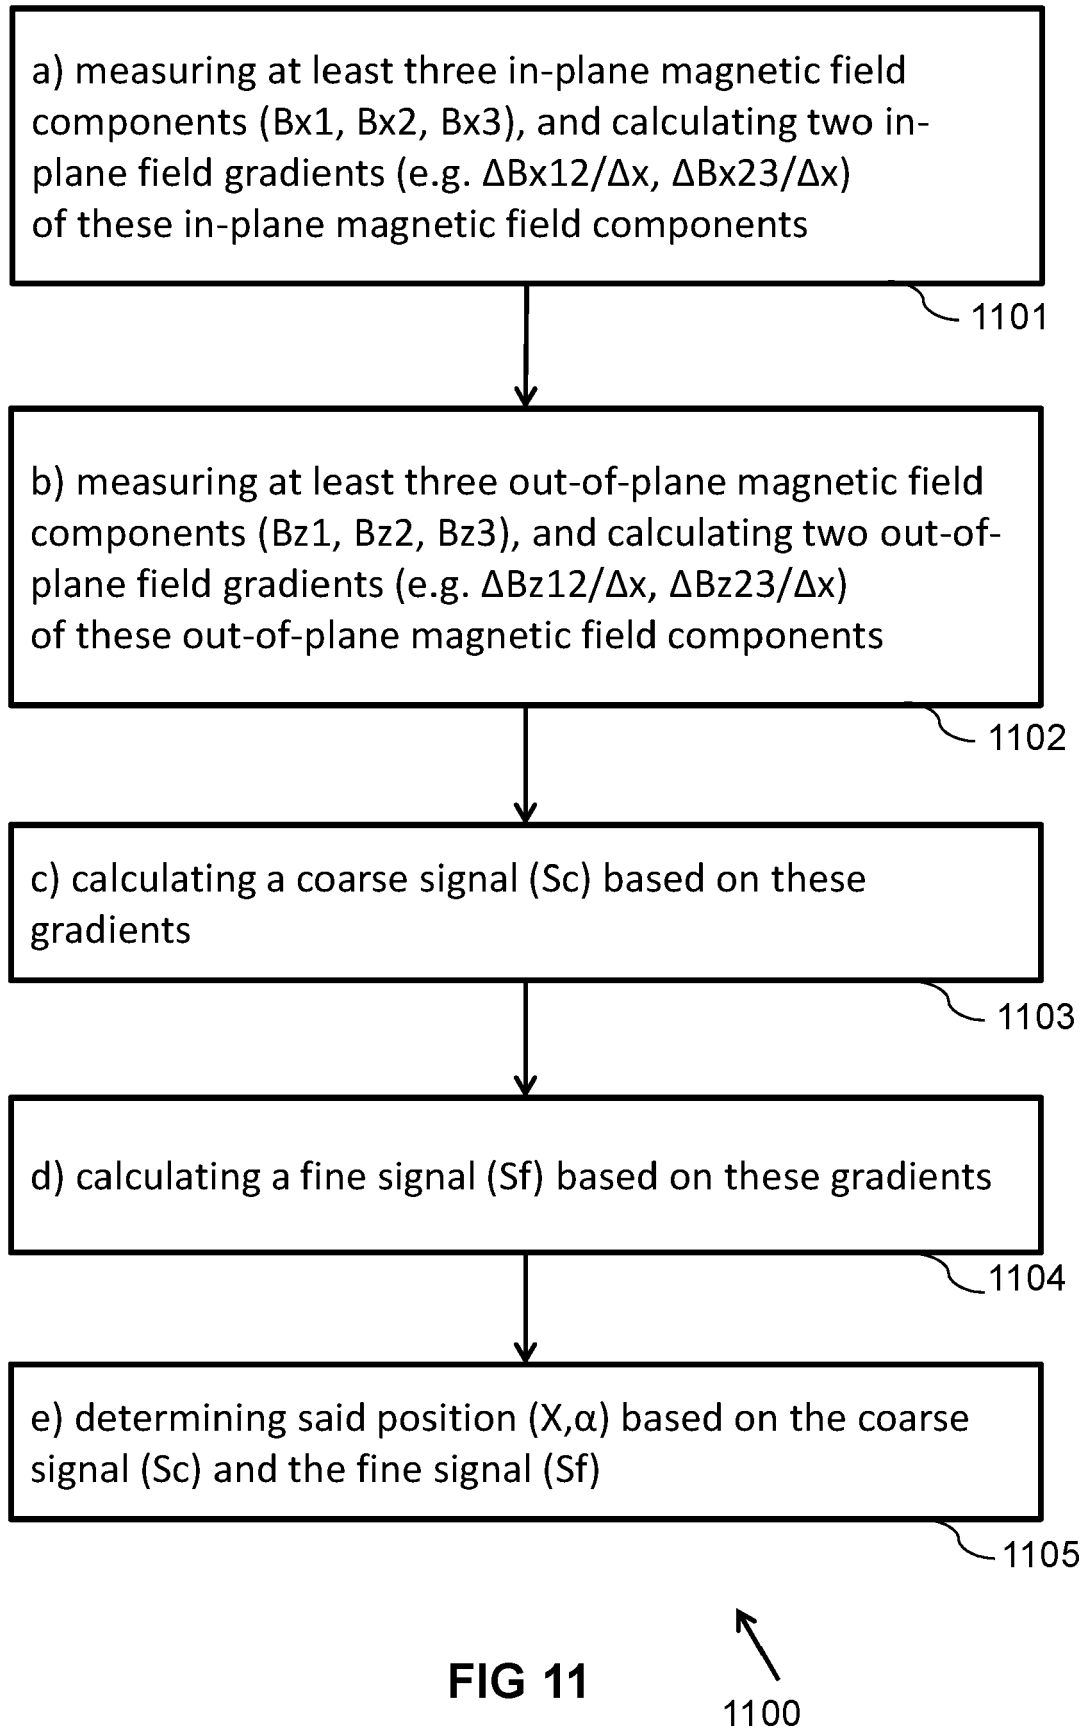 a) measuring at least three in-plane magnetic field
components (Bx1, Bx2, Bx3), and calculating two in-
plane field gradients (e.g. ΔBx12/Δx, ΔBx23/Δx)
of these in-plane magnetic field components
1101
b) measuring at least three out-of-plane magnetic field
components (Bz1, Bz2, Bz3), and calculating two out-of-
plane field gradients (e.g. ΔBz12/Δx, ΔBz23/Δx)
of these out-of-plane magnetic field components
1102
c) calculating a coarse signal (Sc) based on these
gradients
1103
d) calculating a fine signal (Sf) based on these gradients
1104
e) determining said position (X,α) based on the coarse
signal (Sc) and the fine signal (Sf)
1105
FIG 11
1100